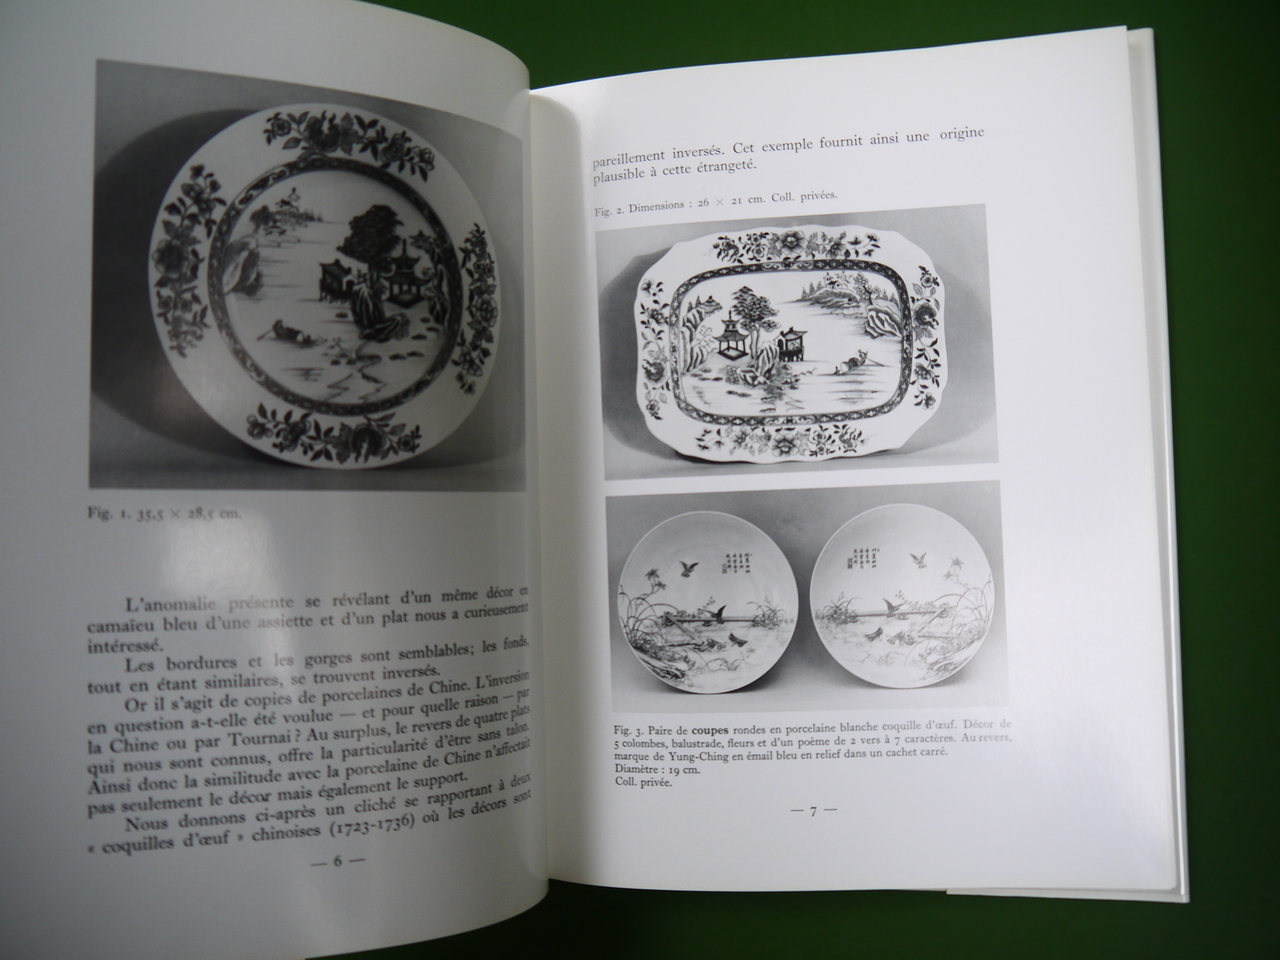 Fig. 1. 35,5 × 28,5 cm.
L'anomalie présente se révélant d'un même décor en
camaïeu bleu d'une assiette et d'un plat nous a curieusement
intéressé.
Les bordures et les gorges sont semblables; les fonds,
tout en étant similaires, se trouvent inversés.
Or il s'agit de copies de porcelaines de Chine. L'inversion
en question a-t-elle été voulue — et pour quelle raison — par
la Chine ou par Tournai ? Au surplus, le revers de quatre plats
qui nous sont connus, offre la particularité d'être sans talon.
Ainsi donc la similitude avec la porcelaine de Chine n'affectait
pas seulement le décor mais également le support.
Nous donnons ci-après un cliché se rapportant à deux
« coquilles d'œuf » chinoises (1723-1736) où les décors sont
— 6 —
pareillement inversés. Cet exemple fournit ainsi une origine
plausible à cette étrangeté.
Fig. 2. Dimensions : 26 × 21 cm. Coll. privées.
Fig. 3. Paire de coupes rondes en porcelaine blanche coquille d'œuf. Décor de
5 colombes, balustrade, fleurs et d'un poème de 2 vers à 7 caractères. Au revers,
marque de Yung-Ching en émail bleu en relief dans un cachet carré.
Diamètre : 19 cm.
Coll. privée.
— 7 —